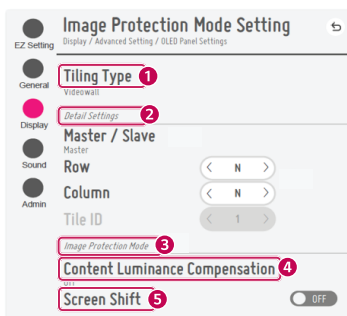 Image Protection Mode Setting
Display / Advanced Setting / OLED Panel Settings
EZ Setting
General
Display
Sound
Admin
Tiling Type 1
Videowall
Detail Settings 2
Master / Slave
Master
Row < N >
Column < N >
Tile ID < 1 >
Image Protection Mode 3
Content Luminance Compensation 4
Off
Screen Shift 5 OFF